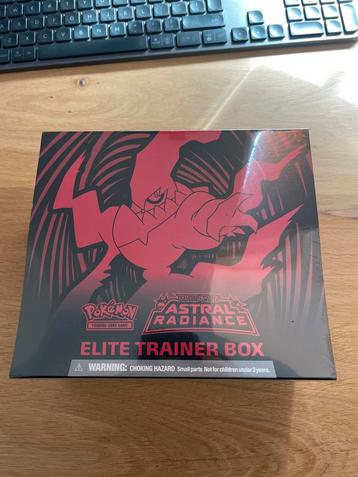 POKÉMON
TRADING CARD GAME
ASTRAL
RADIANCE
ELITE TRAINER BOX
⚠ WARNING: CHOKING HAZARD Small parts Not for children under 3 years.